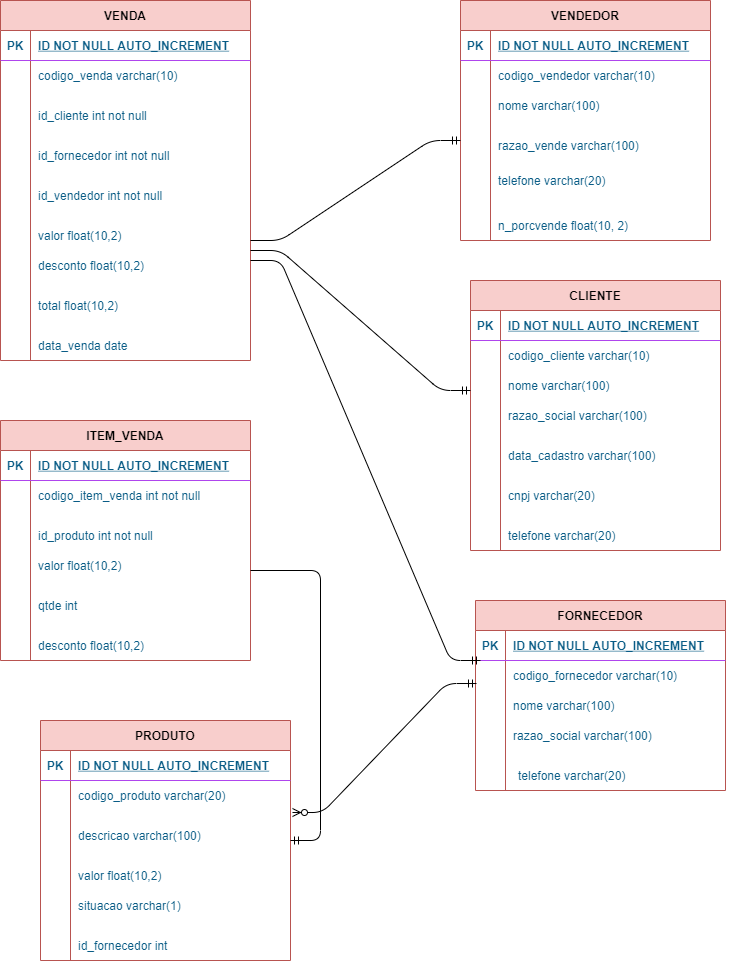 VENDA
PK ID NOT NULL AUTO_INCREMENT
codigo_venda varchar(10)
id_cliente int not null
id_fornecedor int not null
id_vendedor int not null
valor float(10,2)
desconto float(10,2)
total float(10,2)
data_venda date
VENDEDOR
PK ID NOT NULL AUTO_INCREMENT
codigo_vendedor varchar(10)
nome varchar(100)
razao_vende varchar(100)
telefone varchar(20)
n_porcvende float(10, 2)
CLIENTE
PK ID NOT NULL AUTO_INCREMENT
codigo_cliente varchar(10)
nome varchar(100)
razao_social varchar(100)
data_cadastro varchar(100)
cnpj varchar(20)
telefone varchar(20)
ITEM_VENDA
PK ID NOT NULL AUTO_INCREMENT
codigo_item_venda int not null
id_produto int not null
valor float(10,2)
qtde int
desconto float(10,2)
FORNECEDOR
PK ID NOT NULL AUTO_INCREMENT
codigo_fornecedor varchar(10)
nome varchar(100)
razao_social varchar(100)
telefone varchar(20)
PRODUTO
PK ID NOT NULL AUTO_INCREMENT
codigo_produto varchar(20)
descricao varchar(100)
valor float(10,2)
situacao varchar(1)
id_fornecedor int